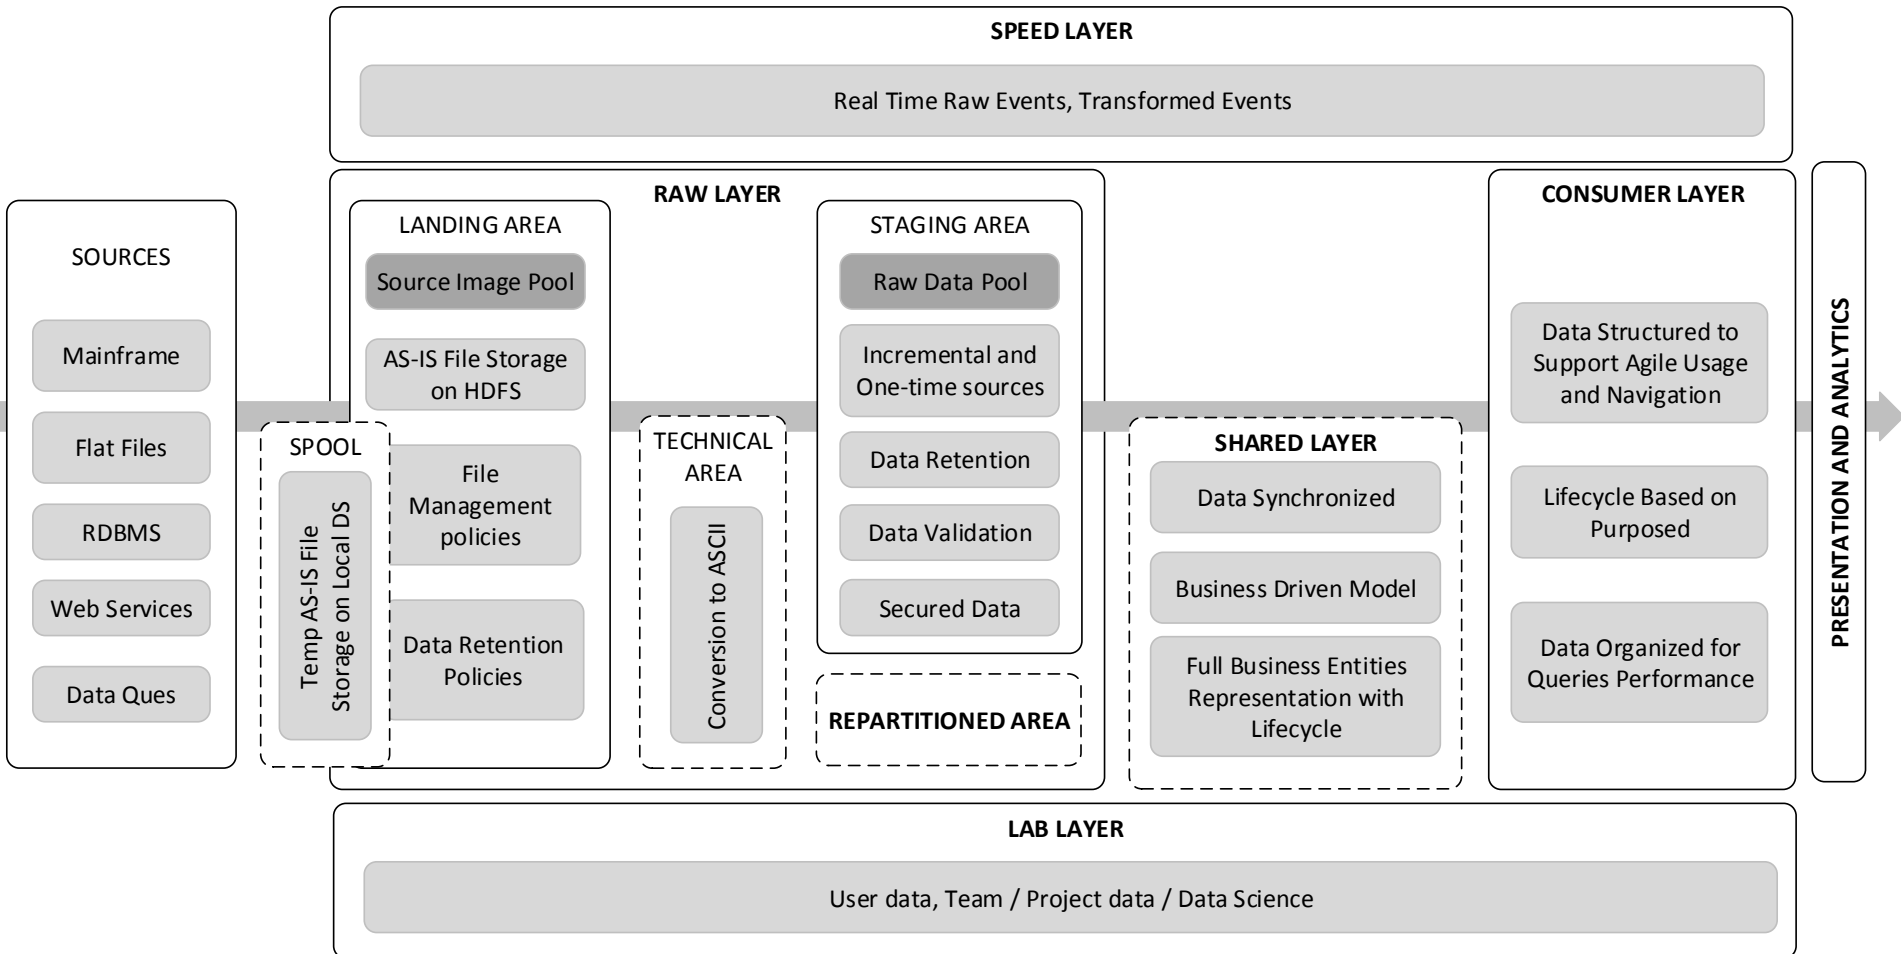 SPEED LAYER
Real Time Raw Events, Transformed Events
SOURCES
Mainframe
Flat Files
RDBMS
Web Services
Data Ques
SPOOL
Temp AS-IS File
Storage on Local DS
RAW LAYER
LANDING AREA
Source Image Pool
AS-IS File Storage
on HDFS
File
Management
policies
Data Retention
Policies
TECHNICAL
AREA
Conversion to ASCII
STAGING AREA
Raw Data Pool
Incremental and
One-time sources
Data Retention
Data Validation
Secured Data
REPARTITIONED AREA
SHARED LAYER
Data Synchronized
Business Driven Model
Full Business Entities
Representation with
Lifecycle
CONSUMER LAYER
Data Structured to
Support Agile Usage
and Navigation
Lifecycle Based on
Purposed
Data Organized for
Queries Performance
PRESENTATION AND ANALYTICS
LAB LAYER
User data, Team / Project data / Data Science